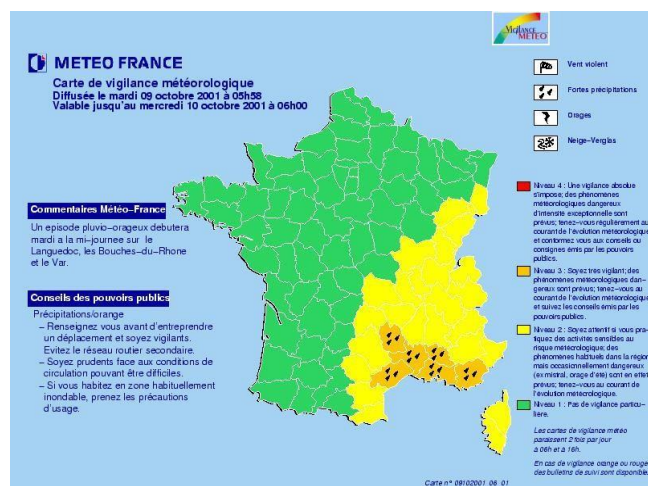 Vigilance
METEO
METEO FRANCE
Carte de vigilance météorologique
Diffusée le mardi 09 octobre 2001 à 05h58
Valable jusqu'au mercredi 10 octobre 2001 à 06h00
Vent violent
Fortes précipitations
Orages
Neige-Verglas
Commentaires Météo-France
Un episode pluvio-orageux debutera
mardi a la mi-journee sur le
Languedoc, les Bouches-du-Rhone
et le Var.
Conseils des pouvoirs publics
Précipitations/orange
- Renseignez vous avant d'entreprendre
un déplacement et soyez vigilants.
Evitez le réseau routier secondaire.
- Soyez prudents face aux conditions de
circulation pouvant être difficiles.
- Si vous habitez en zone habituellement
inondable, prenez les précautions
d'usage.
Niveau 4 : Une vigilance absolue
s'impose; des phénomènes
météorologiques dangereux
d'intensité exceptionnelle sont
prévus; tenez-vous régulièrement au
courant de l'évolution météorologique
et conformez vous aux conseils ou
consignes émis par les pouvoirs
publics.
Niveau 3 : Soyez très vigilant; des
phénomènes météorologiques dan-
gereux sont prévus; tenez-vous au
courant de l'évolution météorologique
et suivez les conseils émis par les
pouvoirs publics.
Niveau 2 : Soyez attentif si vous pra-
tiquez des activités sensibles au
risque météorologique; des
phénomènes habituels dans la région
mais occasionnellement dangereux
(ex mistral, orage d'été) sont en effet
prévus; tenez-vous au courant de
l'évolution météorologique.
Niveau 1 : Pas de vigilance particu-
lière.
Les cartes de vigilance météo
paraissent 2 fois par jour
à 06h et à 16h.
En cas de vigilance orange ou rouge
des bulletins de suivi sont disponible
Carte n° 09102001_06_01